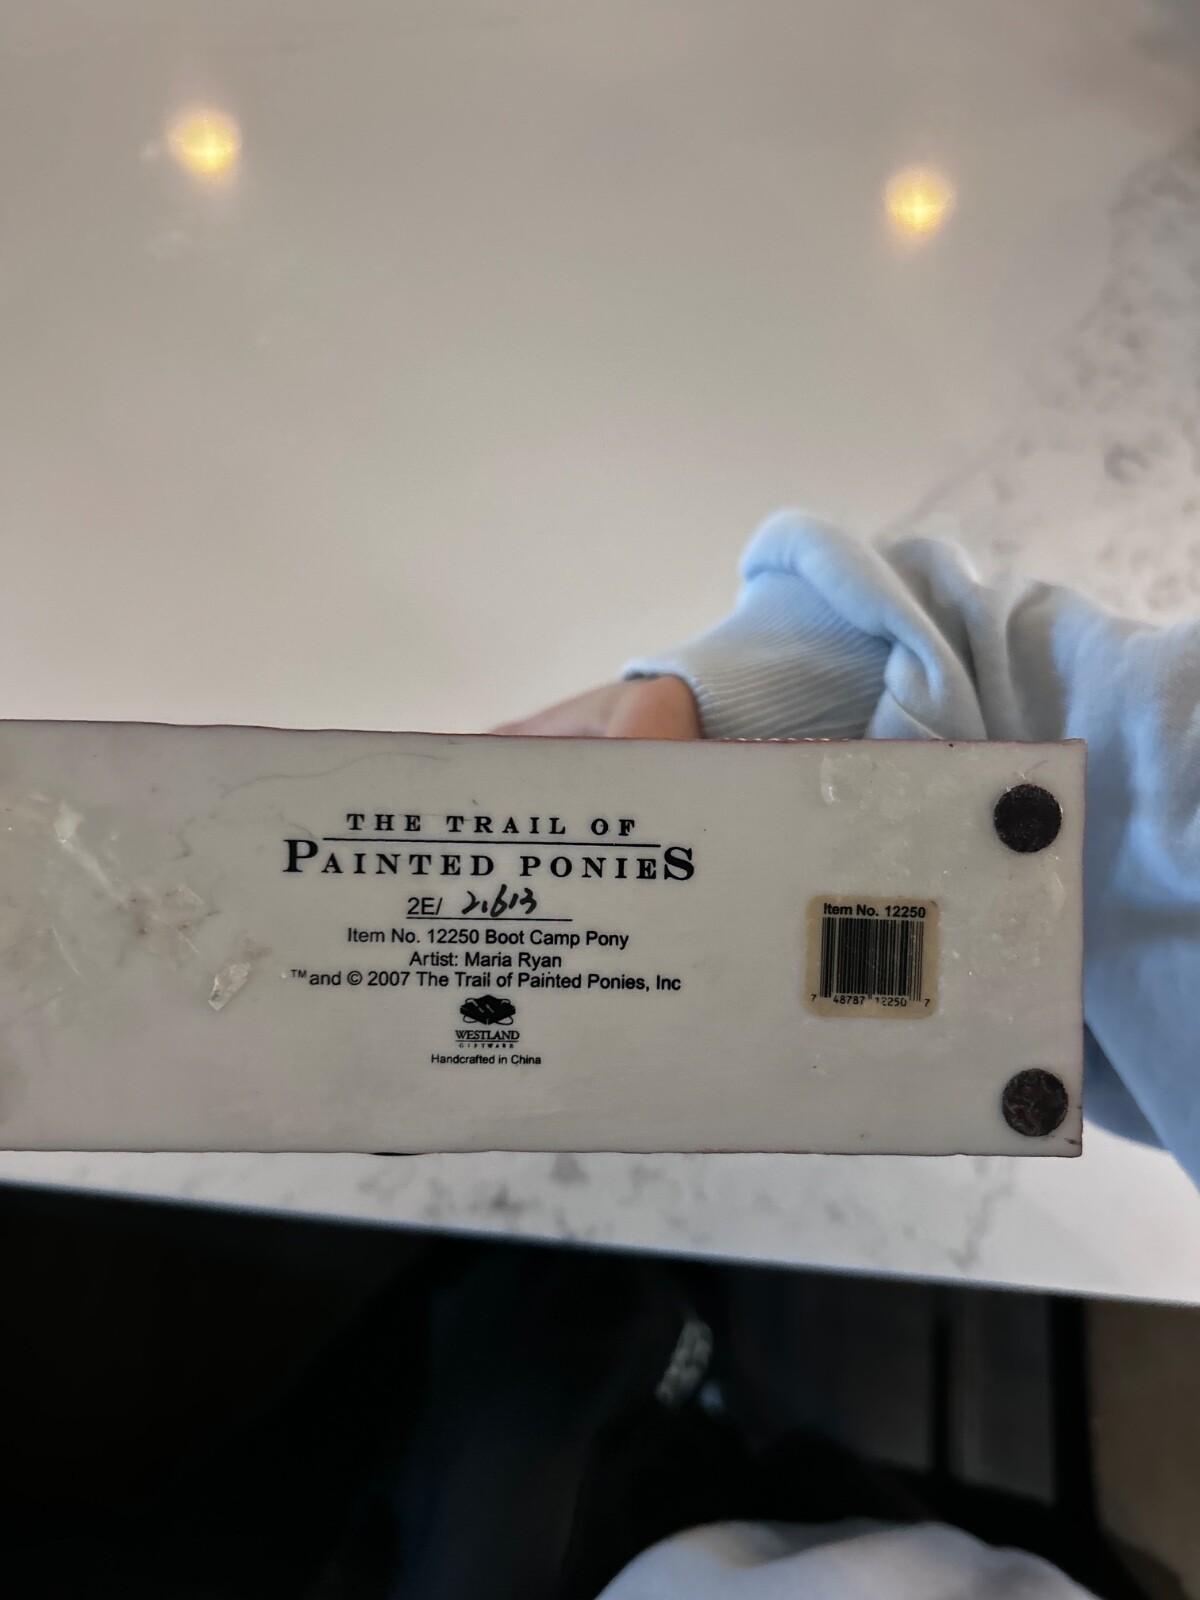 THE TRAIL OF
PAINTED PONIES
2E/ 2,613
Item No. 12250 Boot Camp Pony
Artist: Maria Ryan
™ and © 2007 The Trail of Painted Ponies, Inc
WESTLAND
GIFTWARE
Handcrafted in China
Item No. 12250
7 48787 12250 7